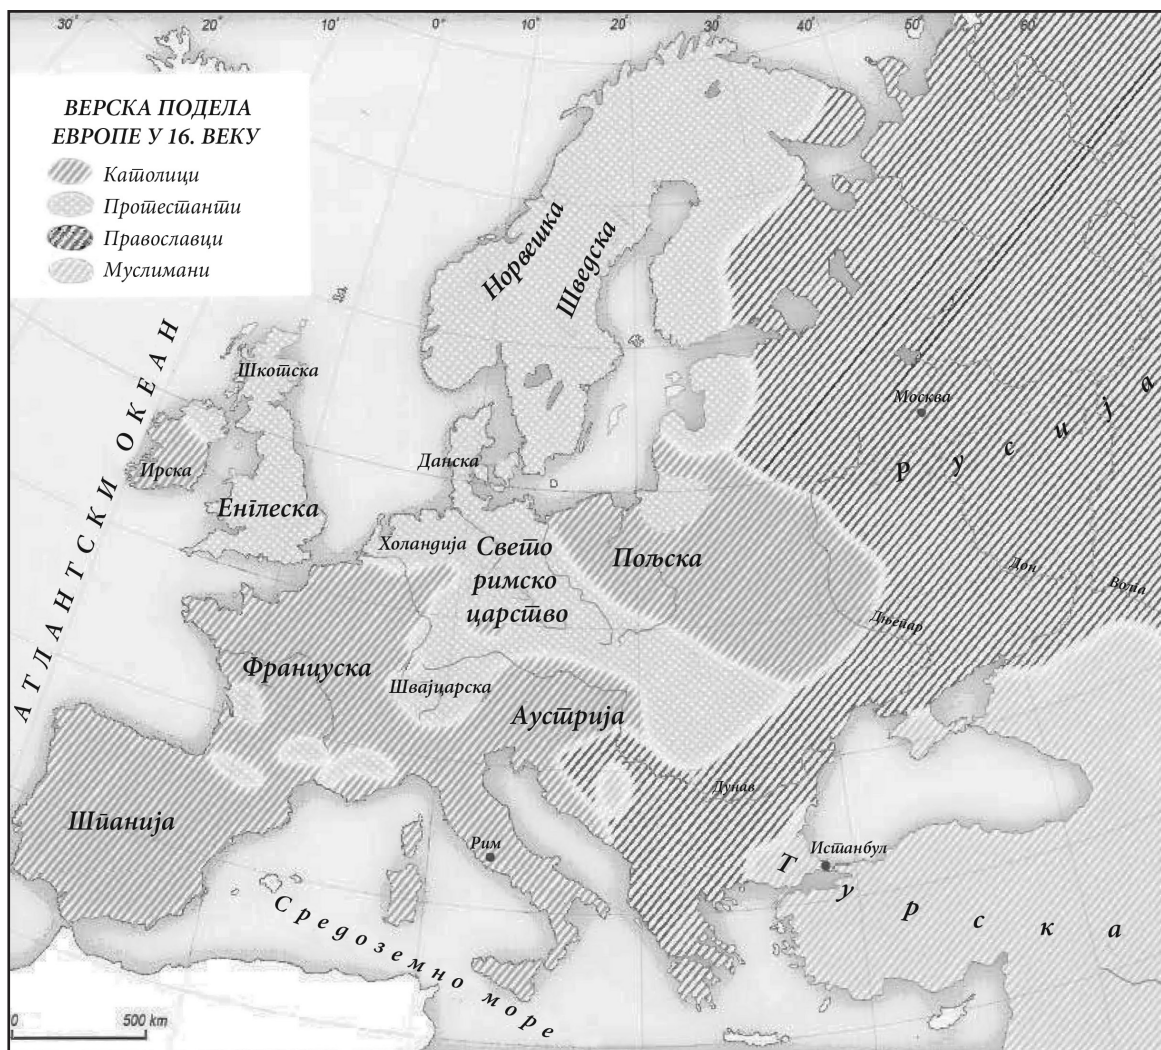 30°
20°
10°
0°
10°
20°
30°
40°
50°
60°
ВЕРСКА ПОДЕЛА
ЕВРОПЕ У 16. ВЕКУ
Католици
Протестанти
Православци
Муслимани
АТЛАНТСКИ ОКЕАН
Норвешка
Шведска
Шкотска
Ирска
Енглеска
Данска
Москва
Русија
Холандија
Свето
римско
царство
Пољска
Дон
Волга
Дњепар
Француска
Швајцарска
Аустрија
Дунав
Шпанија
Рим
Истанбул
Турска
Средоземно море
0 500 km